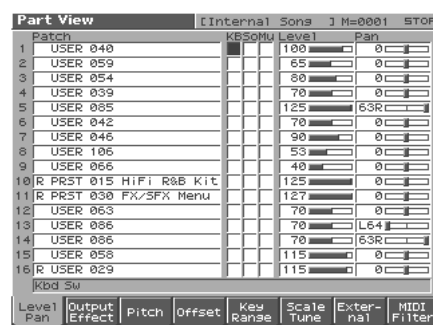 Part View [Internal Song ] M=0001 STOP
Patch KBSoMu Level Pan
1 USER 040 100 0
2 USER 059 65 0
3 USER 054 80 0
4 USER 039 70 0
5 USER 085 125 63R
6 USER 042 70 0
7 USER 046 90 0
8 USER 106 53 0
9 USER 066 40 0
10 R PRST 015 HiFi R&B Kit 125 0
11 R PRST 030 FX/SFX Menu 127 0
12 USER 063 70 0
13 USER 086 70 L64
14 USER 086 70 63R
15 USER 058 115 0
16 R USER 029 115 0
Kbd Sw
Level Pan Output Effect Pitch Offset Key Range Scale Tune Exter- nal MIDI Filter